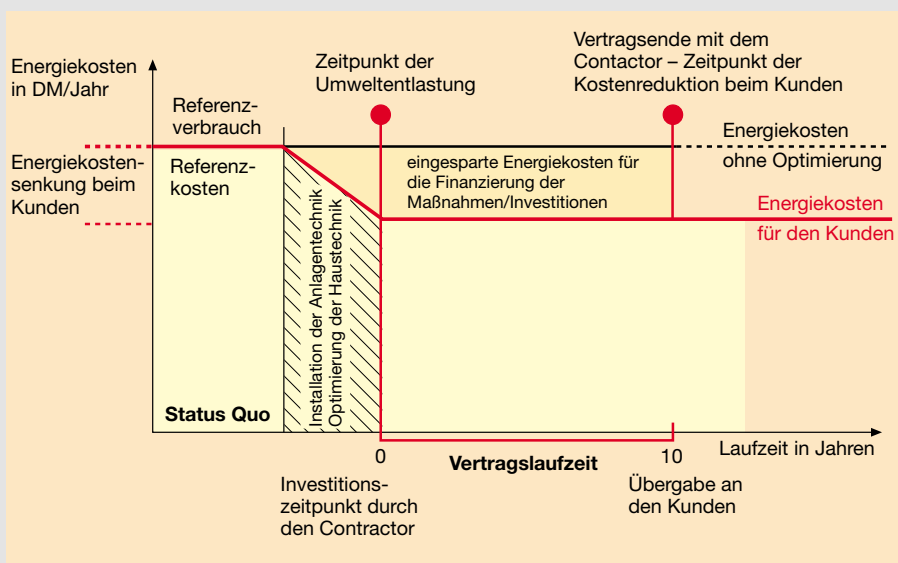 Energiekosten
in DM/Jahr
Zeitpunkt der
Umweltentlastung
Vertragsende mit dem
Contactor – Zeitpunkt der
Kostenreduktion beim Kunden
Referenz-
verbrauch
Energiekosten
ohne Optimierung
Energiekosten-
senkung beim
Kunden
Referenz-
kosten
eingesparte Energiekosten für
die Finanzierung der
Maßnahmen/Investitionen
Energiekosten
für den Kunden
Installation der Anlagentechnik
Optimierung der Haustechnik
Status Quo
0
Vertragslaufzeit
10
Laufzeit in Jahren
Investitions-
zeitpunkt durch
den Contractor
Übergabe an
den Kunden